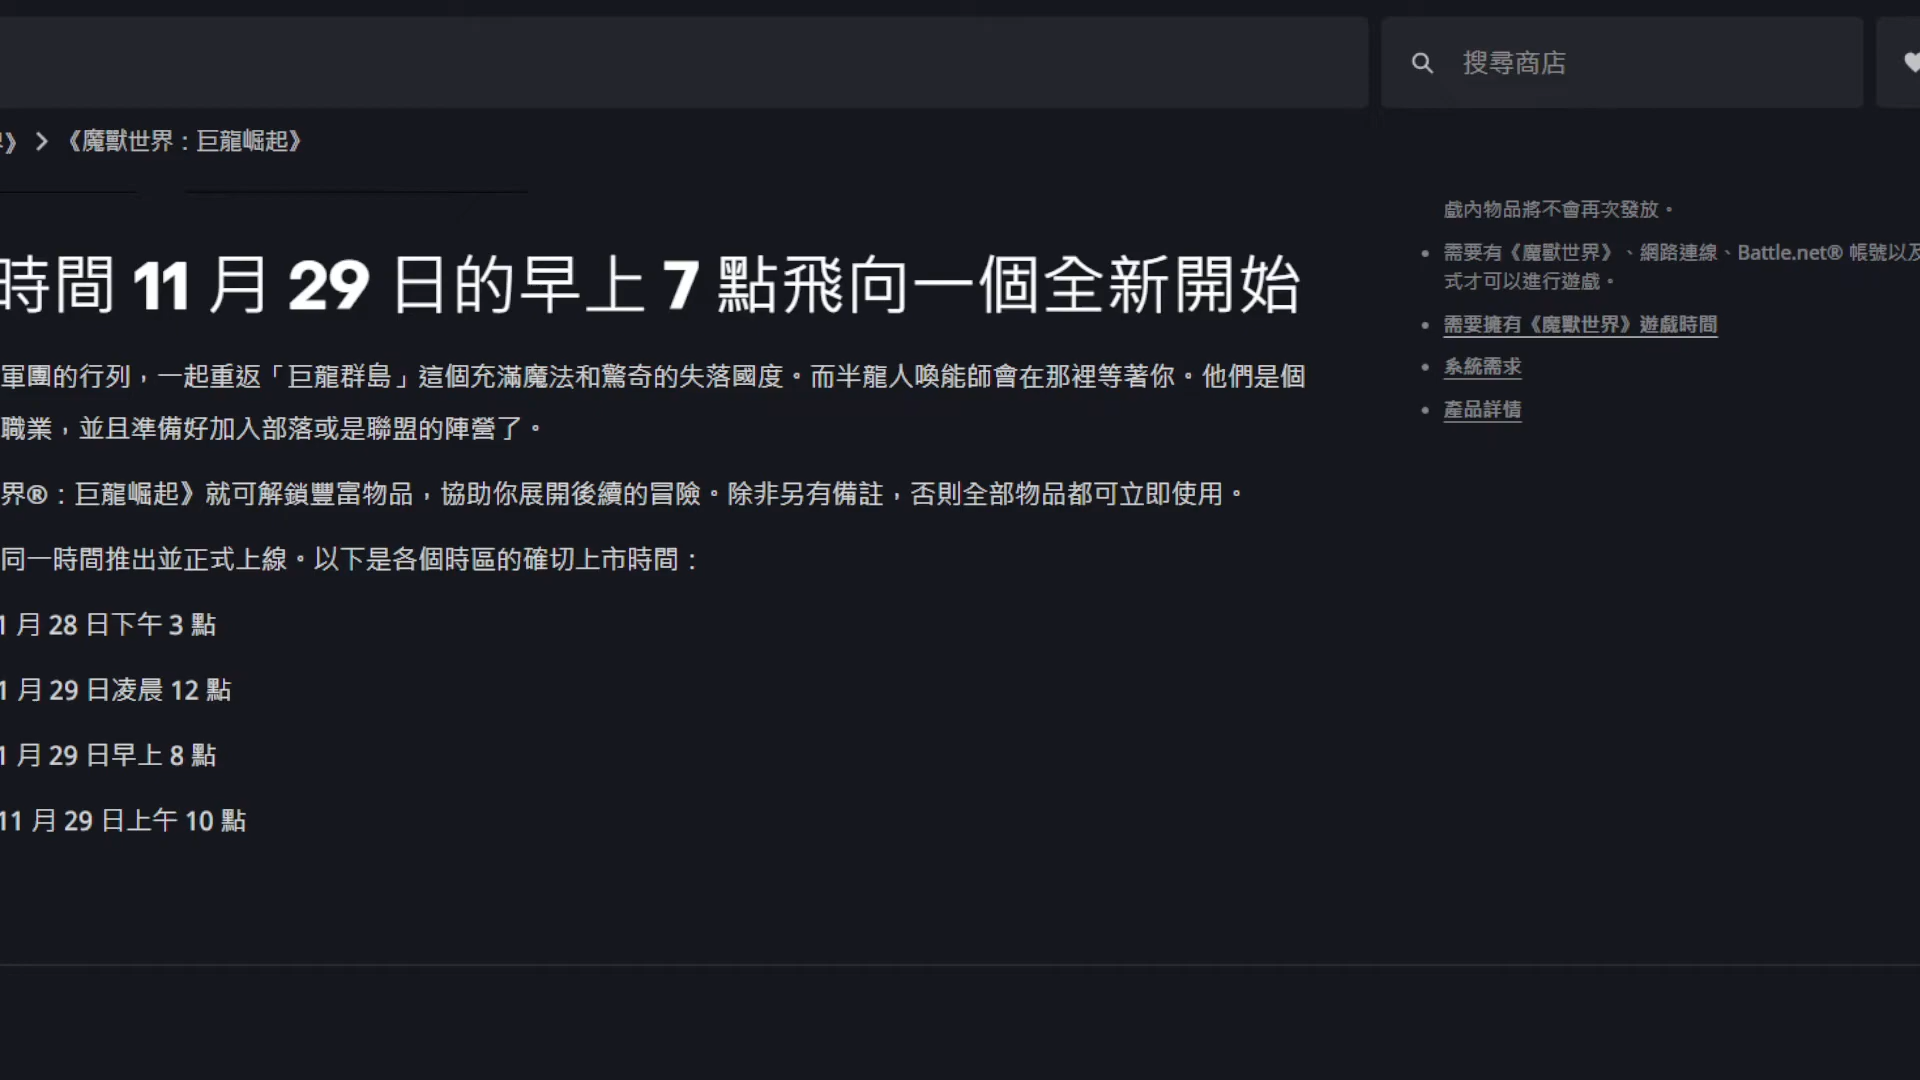 搜尋商店
》 > 《魔獸世界：巨龍崛起》
時間 11 月 29 日的早上 7 點飛向一個全新開始
軍團的行列，一起重返「巨龍群島」這個充滿魔法和驚奇的失落國度。而半龍人喚能師會在那裡等著你。他們是個
職業，並且準備好加入部落或是聯盟的陣營了。
界®：巨龍崛起》就可解鎖豐富物品，協助你展開後續的冒險。除非另有備註，否則全部物品都可立即使用。
同一時間推出並正式上線。以下是各個時區的確切上市時間：
1 月 28 日下午 3 點
1 月 29 日凌晨 12 點
1 月 29 日早上 8 點
11 月 29 日上午 10 點
戲內物品將不會再次發放。
• 需要有《魔獸世界》、網路連線、Battle.net® 帳號以及
式才可以進行遊戲。
• 需要擁有《魔獸世界》遊戲時間
• 系統需求
• 產品詳情